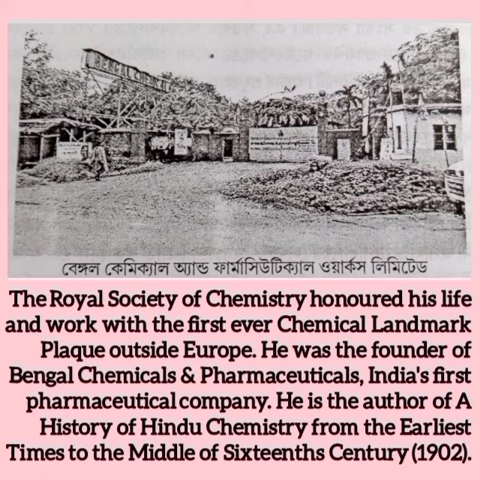 BENGAL CHEMICAL
বেঙ্গল কেমিক্যাল অ্যান্ড ফার্মাসিউটিক্যাল ওয়ার্কস লিমিটেড
The Royal Society of Chemistry honoured his life
and work with the first ever Chemical Landmark
Plaque outside Europe. He was the founder of
Bengal Chemicals & Pharmaceuticals, India's first
pharmaceutical company. He is the author of A
History of Hindu Chemistry from the Earliest
Times to the Middle of Sixteenths Century (1902).